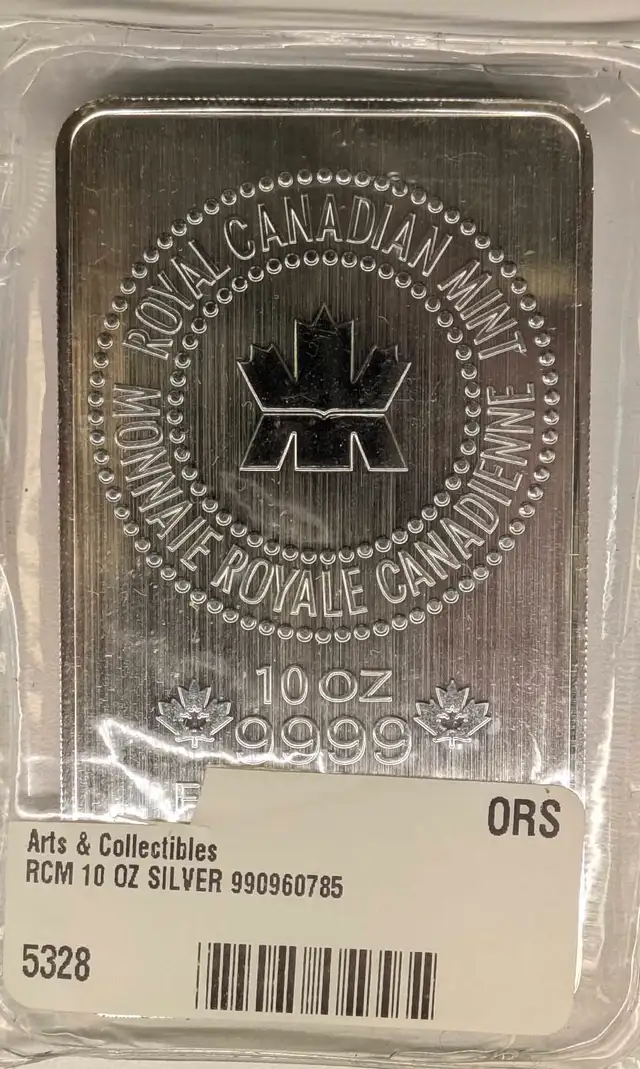 ROYAL CANADIAN MINT
MONNAIE ROYALE CANADIENNE
10 OZ
9999
ORS
Arts & Collectibles
RCM 10 OZ SILVER 990960785
5328